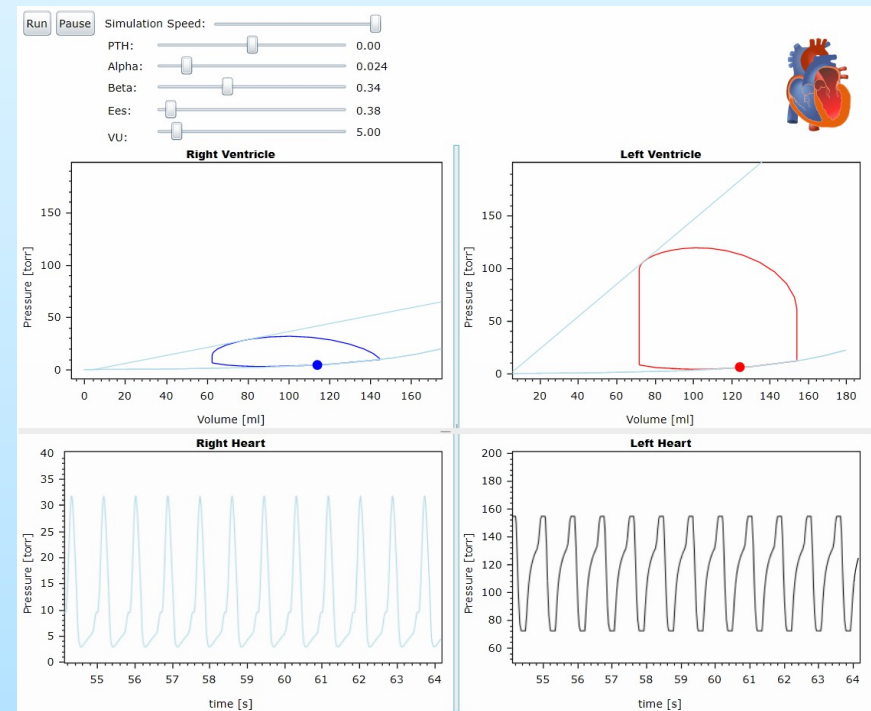 Run Pause Simulation Speed:
PTH: 0.00
Alpha: 0.024
Beta: 0.34
Ees: 0.38
VU: 5.00
Right Ventricle
Pressure [torr]
150
100
50
0
0 20 40 60 80 100 120 140 160
Volume [ml]
Left Ventricle
Pressure [torr]
150
100
50
0
20 40 60 80 100 120 140 160 180
Volume [ml]
Right Heart
Pressure [torr]
40
35
30
25
20
15
10
5
0
55 56 57 58 59 60 61 62 63 64
time [s]
Left Heart
Pressure [torr]
200
180
160
140
120
100
80
60
55 56 57 58 59 60 61 62 63 64
time [s]